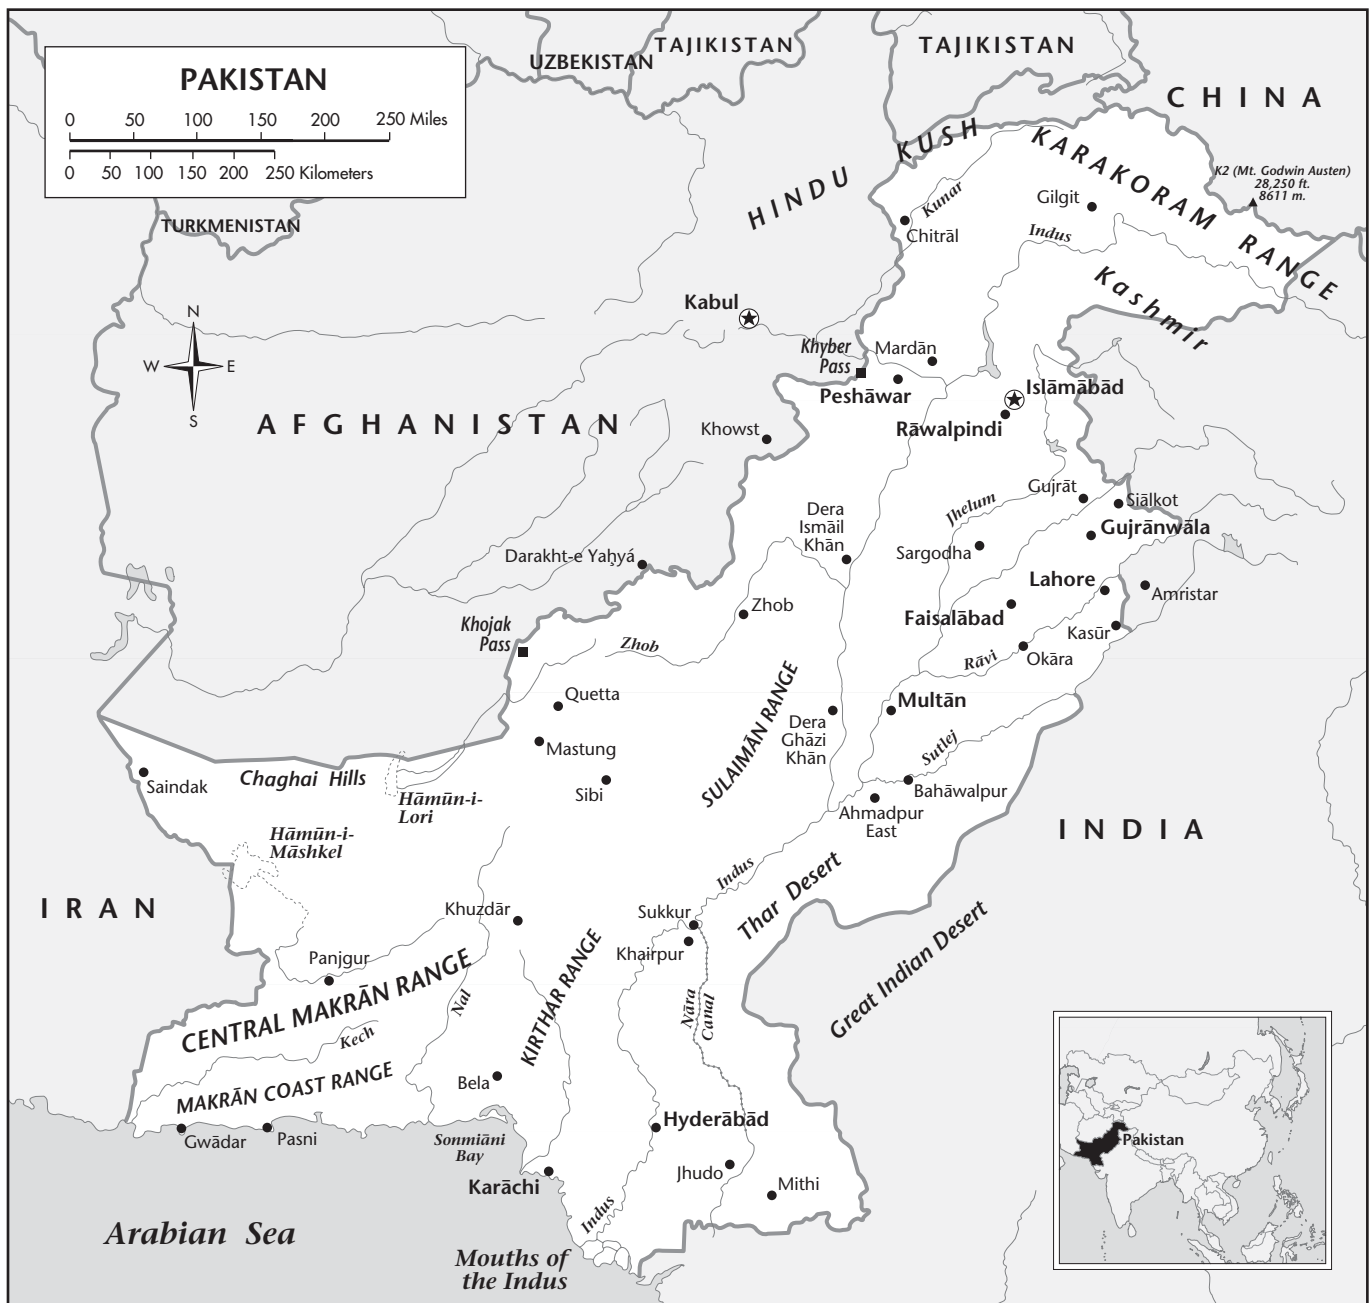 TAJIKISTAN
TAJIKISTAN
UZBEKISTAN
PAKISTAN
CHINA
0 50 100 150 200 250 Miles
0 50 100 150 200 250 Kilometers
HINDU KUSH
KARAKORAM RANGE
K2 (Mt. Godwin Austen)
28,250 ft.
8611 m.
Kunar
Gilgit
TURKMENISTAN
Chitrāl
Indus
Kashmir
Kabul
N
W E
S
Khyber
Pass
Mardān
Peshāwar
Islāmābād
AFGHANISTAN
Khowst
Rāwalpindi
Gujrāt
Siālkot
Jhelum
Dera
Ismāil
Khān
Gujrānwāla
Sargodha
Darakht-e Yaḩyá
Lahore
Amristar
Zhob
Faisalābad
Khojak
Pass
Kasūr
Zhob
Rāvi
Okāra
Quetta
SULAIMĀN RANGE
Multān
Dera
Ghāzi
Khān
Mastung
Sutlej
Saindak
Chaghai Hills
Sibi
Bahāwalpur
Hāmūn-i-
Lori
Ahmadpur
East
INDIA
Hāmūn-i-
Māshkel
Indus
Thar Desert
IRAN
Khuzdār
Sukkur
Khairpur
Great Indian Desert
Panjgur
CENTRAL MAKRĀN RANGE
Nal
KIRTHAR RANGE
Nāra
Canal
Kech
MAKRĀN COAST RANGE
Bela
Hyderābād
Pakistan
Gwādar
Pasni
Sonmiāni
Bay
Jhudo
Mithi
Karāchi
Indus
Arabian Sea
Mouths of
the Indus